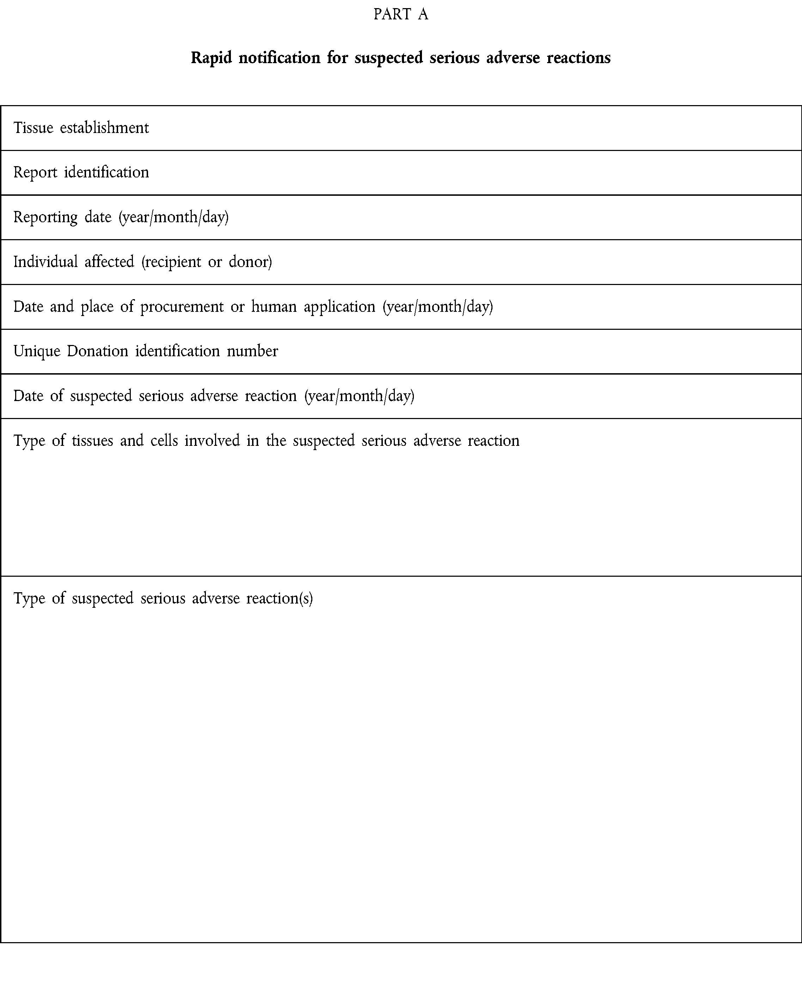 PART A
Rapid notification for suspected serious adverse reactions
Tissue establishment
Report identification
Reporting date (year/month/day)
Individual affected (recipient or donor)
Date and place of procurement or human application (year/month/day)
Unique Donation identification number
Date of suspected serious adverse reaction (year/month/day)
Type of tissues and cells involved in the suspected serious adverse reaction
Type of suspected serious adverse reaction(s)